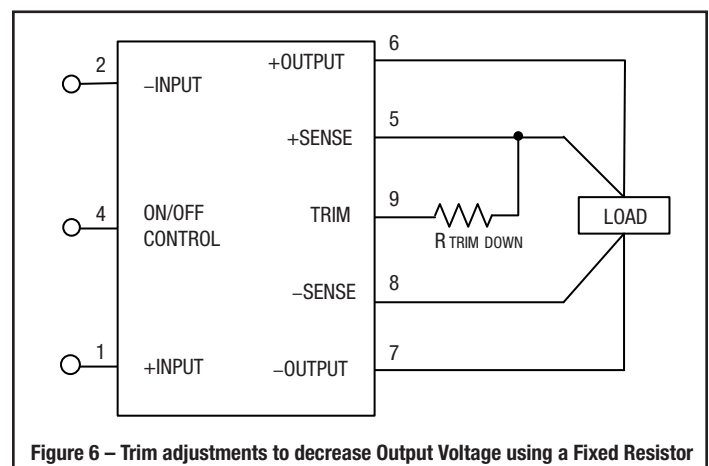 2
–INPUT
4
ON/OFF
CONTROL
1
+INPUT
+OUTPUT
6
+SENSE
5
TRIM
9
R TRIM DOWN
–SENSE
8
–OUTPUT
7
LOAD
Figure 6 – Trim adjustments to decrease Output Voltage using a Fixed Resistor